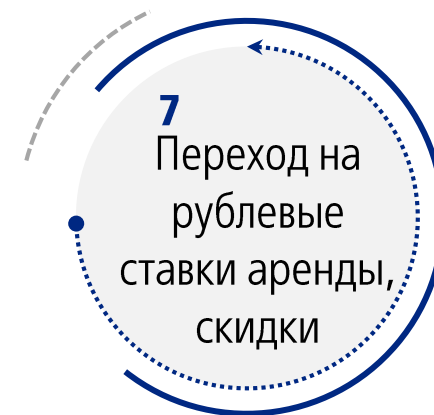 7
Переход на
рублевые
ставки аренды,
скидки